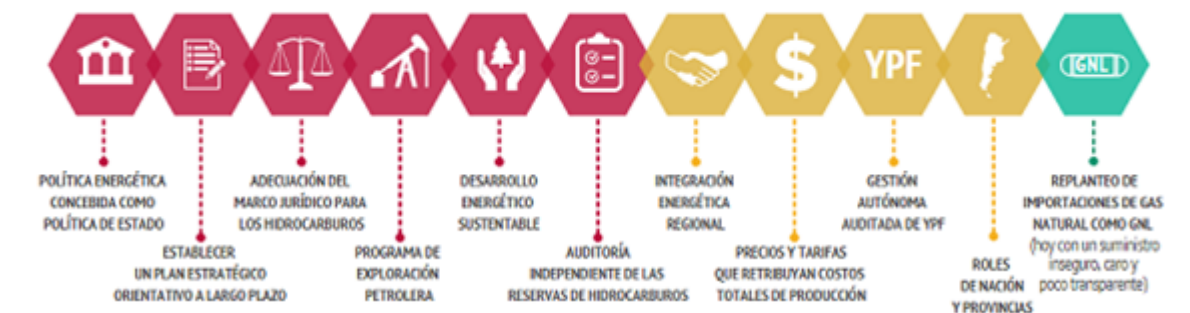 YPF
GNL
POLÍTICA ENERGÉTICA
CONCEBIDA COMO
POLÍTICA DE ESTADO
ESTABLECER
UN PLAN ESTRATÉGICO
ORIENTATIVO A LARGO PLAZO
ADECUACIÓN DEL
MARCO JURÍDICO PARA
LOS HIDROCARBUROS
PROGRAMA DE
EXPLORACIÓN
PETROLERA
DESARROLLO
ENERGÉTICO
SUSTENTABLE
AUDITORÍA
INDEPENDIENTE DE LAS
RESERVAS DE HIDROCARBUROS
INTEGRACIÓN
ENERGÉTICA
REGIONAL
$
PRECIOS Y TARIFAS
QUE RETRIBUYAN COSTOS
TOTALES DE PRODUCCIÓN
GESTIÓN
AUTÓNOMA
AUDITADA DE YPF
ROLES
DE NACIÓN
Y PROVINCIAS
REPLANTEO DE
IMPORTACIONES DE GAS
NATURAL COMO GNL
(hoy con un suministro
inseguro, caro y
poco transparente)